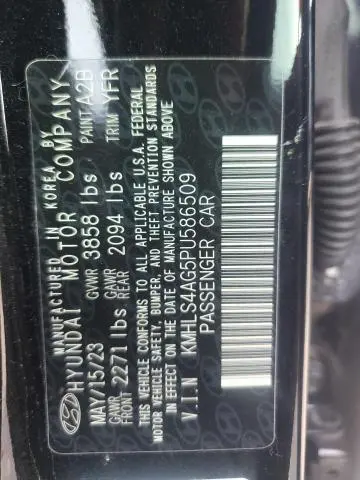 MANUFACTURED IN KOREA BY
HYUNDAI MOTOR COMPANY
MAY/15/23 GVWR 3858 lbs PAINT A2B
GAWR FRONT 2271 lbs GAWR REAR 2094 lbs TRIM YFR
THIS VEHICLE CONFORMS TO ALL APPLICABLE U.S.A. FEDERAL
MOTOR VEHICLE SAFETY, BUMPER, AND THEFT PREVENTION STANDARDS
IN EFFECT ON THE DATE OF MANUFACTURE SHOWN ABOVE
V.I.N KMHLS4AG5PU586509
PASSENGER CAR